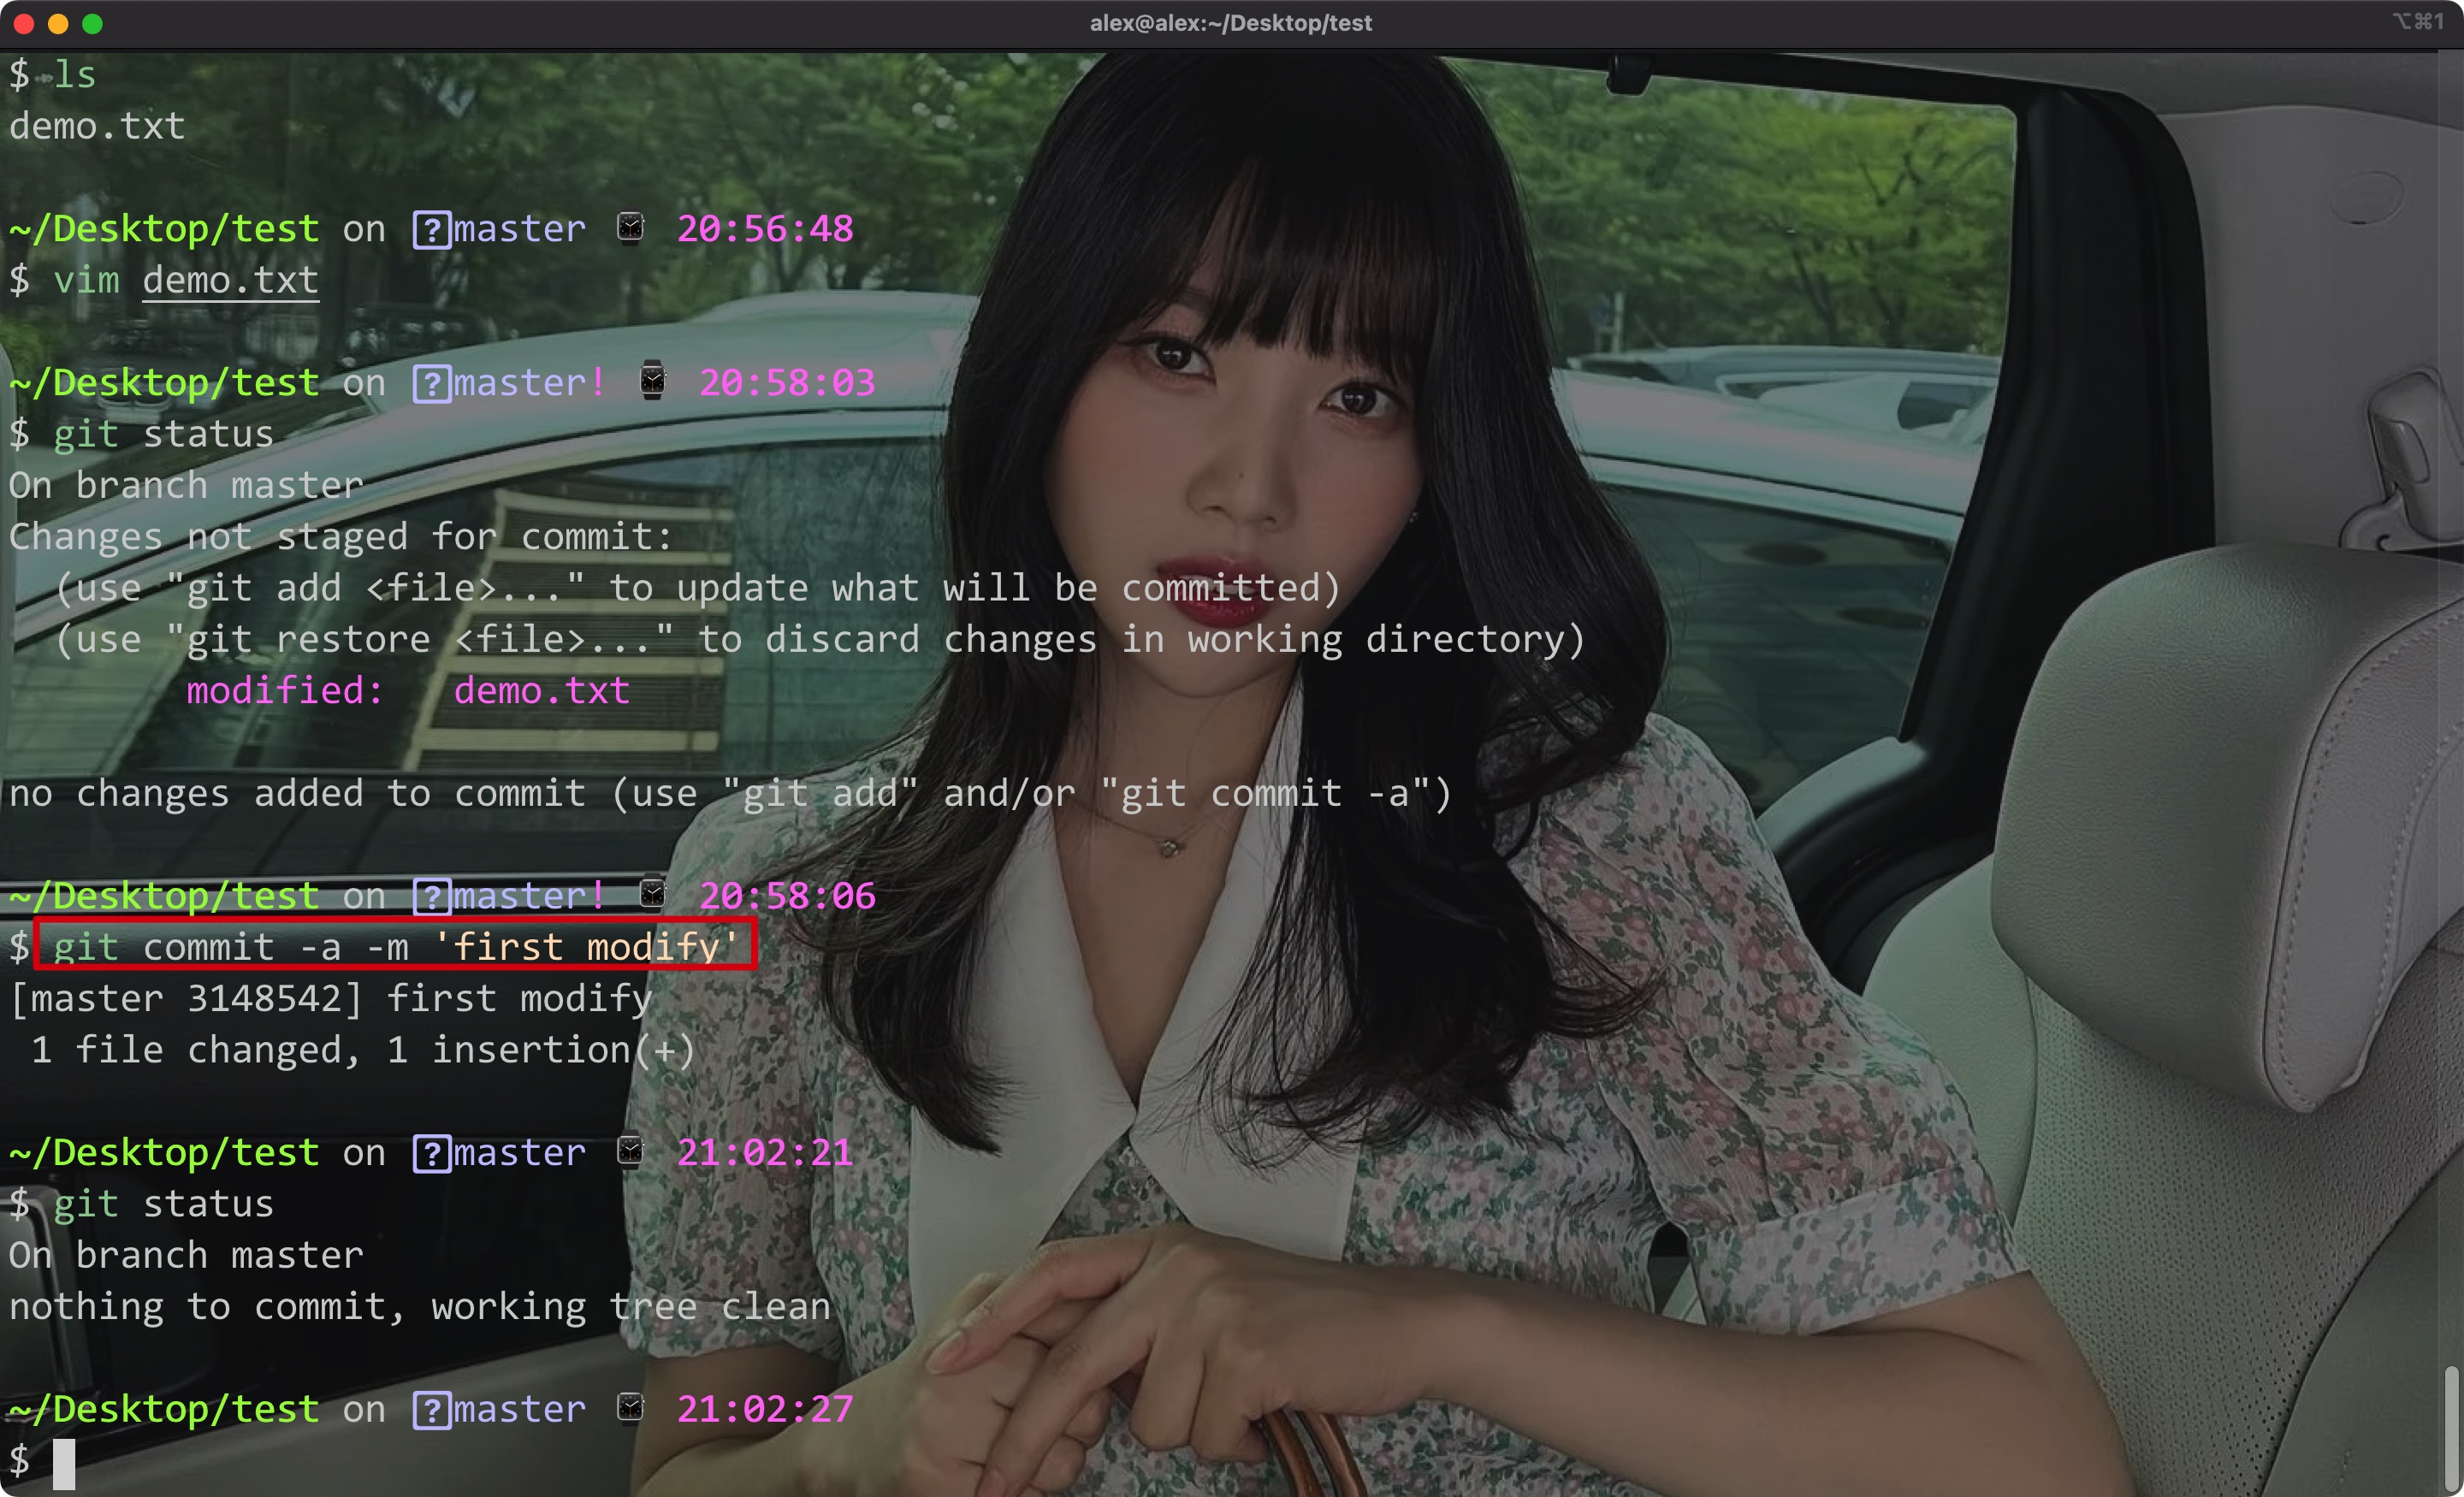 alex@alex:~/Desktop/test
⌥⌘1
$ ls
demo.txt
~/Desktop/test on ?master ⌚ 20:56:48
$ vim demo.txt
~/Desktop/test on ?master! ⌚ 20:58:03
$ git status
On branch master
Changes not staged for commit:
  (use "git add <file>..." to update what will be committed)
  (use "git restore <file>..." to discard changes in working directory)
        modified:   demo.txt
no changes added to commit (use "git add" and/or "git commit -a")
~/Desktop/test on ?master! ⌚ 20:58:06
$ git commit -a -m 'first modify'
[master 3148542] first modify
 1 file changed, 1 insertion(+)
~/Desktop/test on ?master ⌚ 21:02:21
$ git status
On branch master
nothing to commit, working tree clean
~/Desktop/test on ?master ⌚ 21:02:27
$